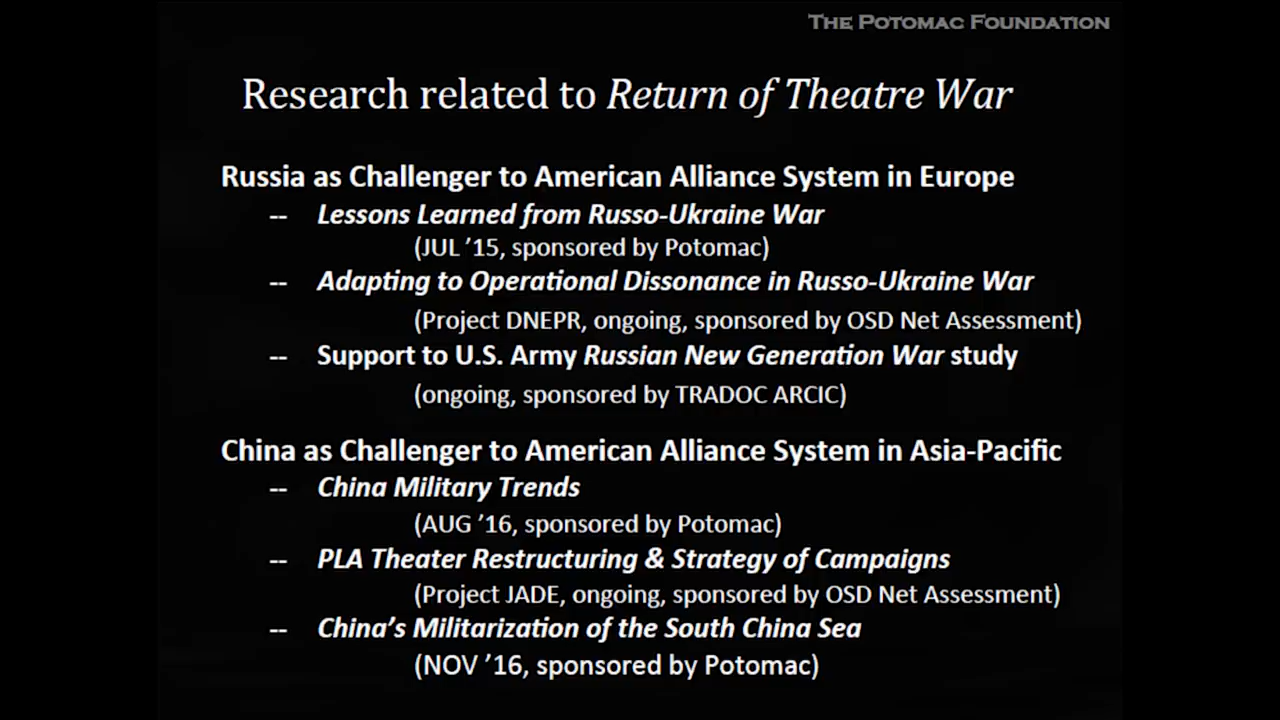 THE POTOMAC FOUNDATION
Research related to Return of Theatre War
Russia as Challenger to American Alliance System in Europe
-- Lessons Learned from Russo-Ukraine War
(JUL ’15, sponsored by Potomac)
-- Adapting to Operational Dissonance in Russo-Ukraine War
(Project DNEPR, ongoing, sponsored by OSD Net Assessment)
-- Support to U.S. Army Russian New Generation War study
(ongoing, sponsored by TRADOC ARCIC)
China as Challenger to American Alliance System in Asia-Pacific
-- China Military Trends
(AUG ’16, sponsored by Potomac)
-- PLA Theater Restructuring & Strategy of Campaigns
(Project JADE, ongoing, sponsored by OSD Net Assessment)
-- China’s Militarization of the South China Sea
(NOV ’16, sponsored by Potomac)